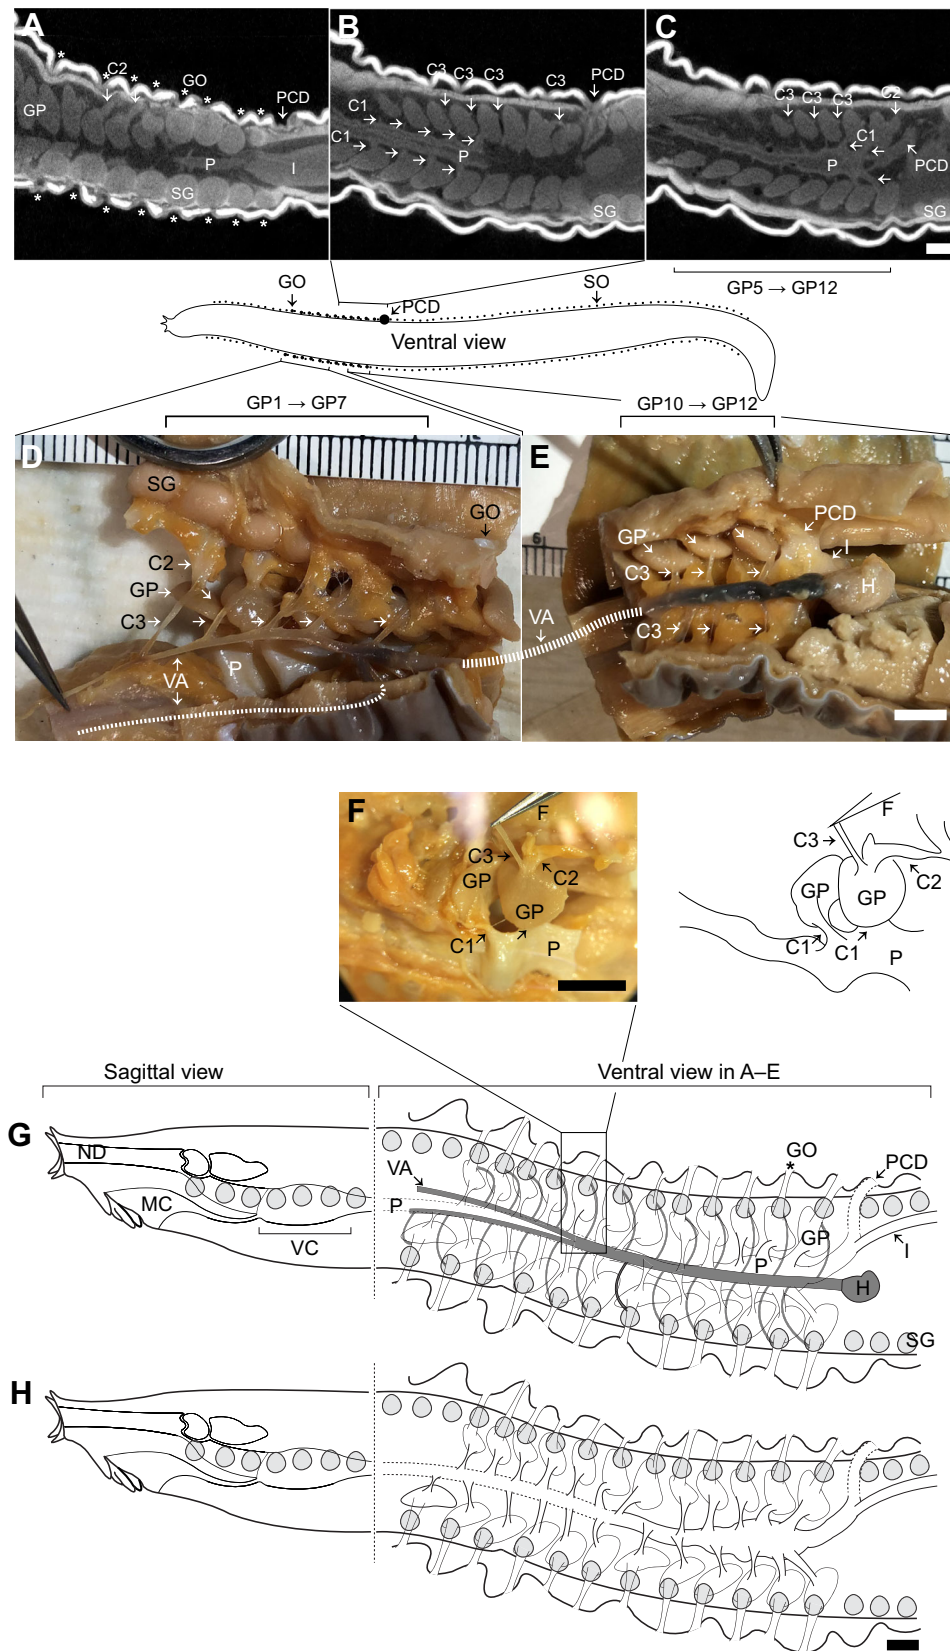 A
B
C
C2
GO
PCD
GP
P
I
SG
C3
C3
C3
C3
PCD
C1
C1
P
SG
C3
C3
C3
C2
C1
P
PCD
SG
GP5 → GP12
GO
PCD
SO
Ventral view
GP1 → GP7
GP10 → GP12
D
SG
GO
C2
GP
C3
P
VA
E
PCD
GP
I
C3
H
VA
C3
F
F
C3
GP
C2
GP
C1
P
F
C3
C2
GP
GP
C1
C1
P
Sagittal view
Ventral view in A–E
G
ND
MC
VC
VA
P
GO
*
PCD
GP
P
I
H
SG
H